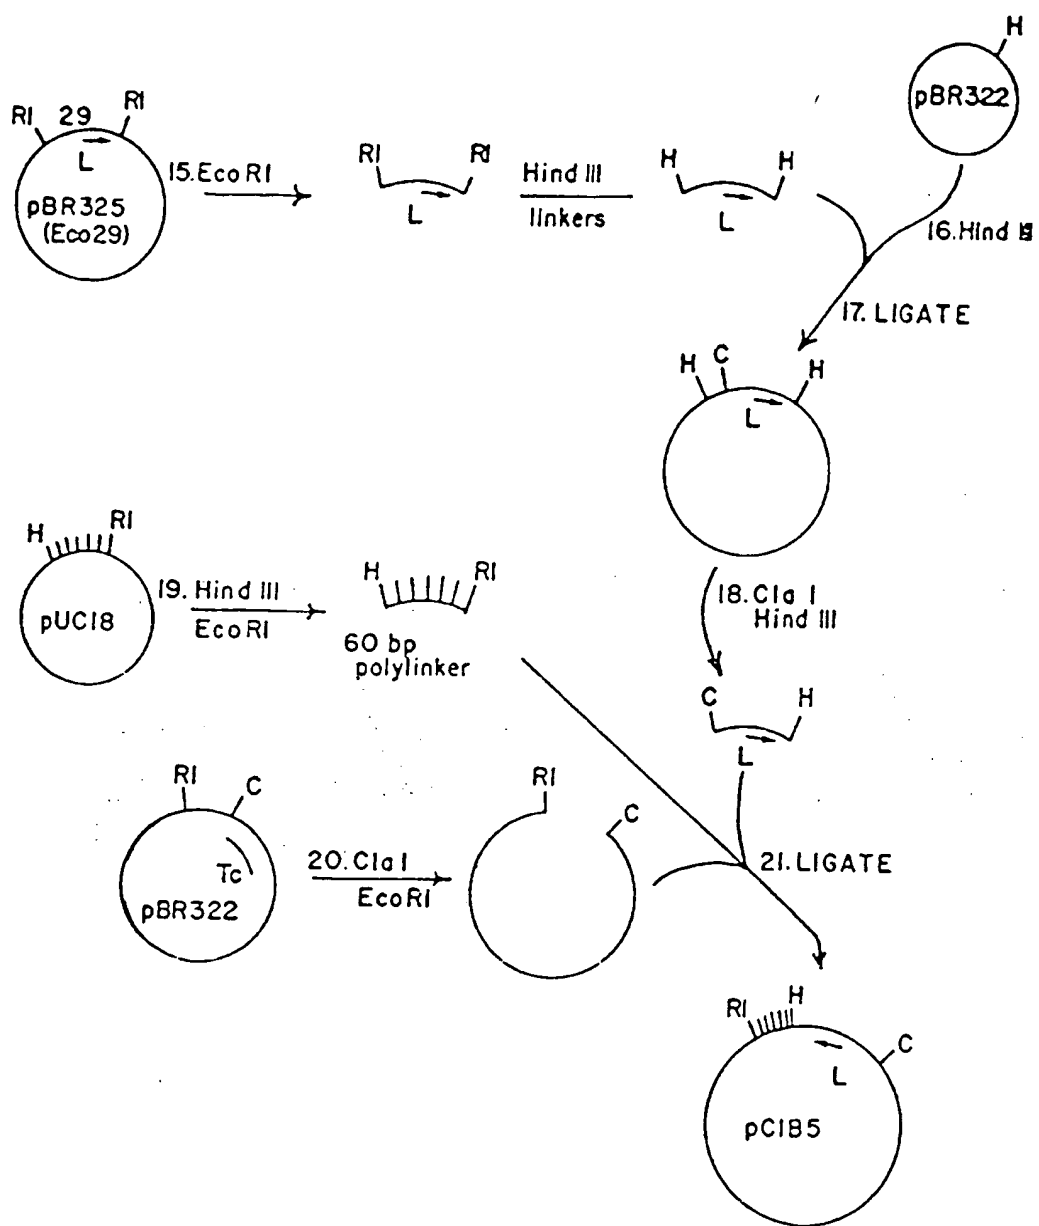 H
pBR322
RI 29 RI
L
pBR325
(Eco29)
15. Eco RI
RI RI
L
Hind III
linkers
H H
L
16. Hind
17. LIGATE
H C H
L
H RI
pUC18
19. Hind III
EcoRI
H RI
60 bp
polylinker
18. Cla I
Hind III
C H
L
RI C
Tc
pBR322
20. Cla I
EcoRI
RI
C
21. LIGATE
RI H
C
L
pCIB5